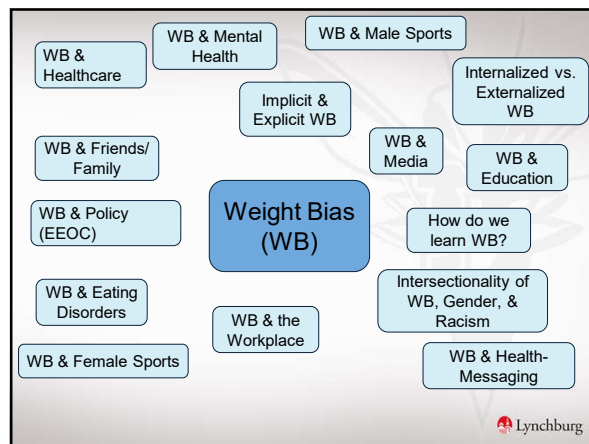 WB & Male Sports
WB & Mental
Health
WB &
Healthcare
Internalized vs.
Externalized
WB
Implicit &
Explicit WB
WB &
Media
WB & Friends/
Family
WB &
Education
Weight Bias
(WB)
WB & Policy
(EEOC)
How do we
learn WB?
WB & Eating
Disorders
Intersectionality of
WB, Gender, &
Racism
WB & the
Workplace
WB & Female Sports
WB & Health-
Messaging
Lynchburg